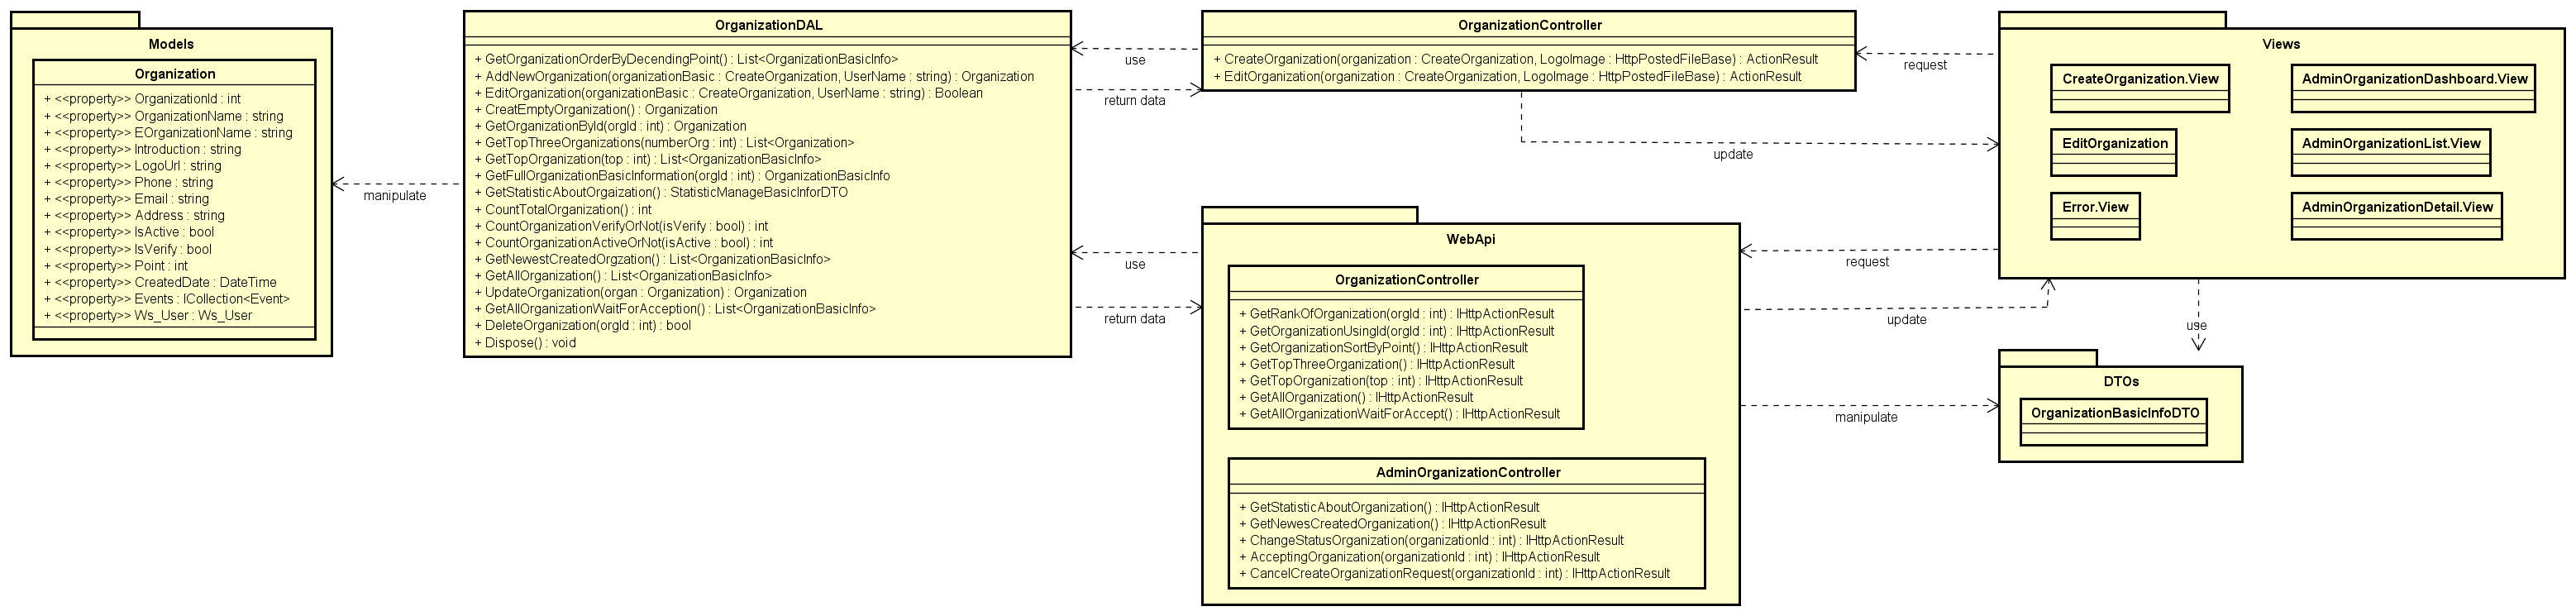 Models
Organization
+ <<property>> OrganizationId : int
+ <<property>> OrganizationName : string
+ <<property>> EOrganizationName : string
+ <<property>> Introduction : string
+ <<property>> LogoUrl : string
+ <<property>> Phone : string
+ <<property>> Email : string
+ <<property>> Address : string
+ <<property>> IsActive : bool
+ <<property>> IsVerify : bool
+ <<property>> Point : int
+ <<property>> CreatedDate : DateTime
+ <<property>> Events : ICollection<Event>
+ <<property>> Ws_User : Ws_User
manipulate
OrganizationDAL
+ GetOrganizationOrderByDecendingPoint() : List<OrganizationBasicInfo>
+ AddNewOrganization(organizationBasic : CreateOrganization, UserName : string) : Organization
+ EditOrganization(organizationBasic : CreateOrganization, UserName : string) : Boolean
+ CreatEmptyOrganization() : Organization
+ GetOrganizationById(orgId : int) : Organization
+ GetTopThreeOrganizations(numberOrg : int) : List<Organization>
+ GetTopOrganization(top : int) : List<OrganizationBasicInfo>
+ GetFullOrganizationBasicInformation(orgId : int) : OrganizationBasicInfo
+ GetStatisticAboutOrgaization() : StatisticManageBasicInforDTO
+ CountTotalOrganization() : int
+ CountOrganizationVerifyOrNot(isVerify : bool) : int
+ CountOrganizationActiveOrNot(isActive : bool) : int
+ GetNewestCreatedOrgzation() : List<OrganizationBasicInfo>
+ GetAllOrganization() : List<OrganizationBasicInfo>
+ UpdateOrganization(organ : Organization) : Organization
+ GetAllOrganizationWaitForAcception() : List<OrganizationBasicInfo>
+ DeleteOrganization(orgId : int) : bool
+ Dispose() : void
use
return data
use
return data
OrganizationController
+ CreateOrganization(organization : CreateOrganization, LogoImage : HttpPostedFileBase) : ActionResult
+ EditOrganization(organization : CreateOrganization, LogoImage : HttpPostedFileBase) : ActionResult
request
update
WebApi
OrganizationController
+ GetRankOfOrganization(orgId : int) : IHttpActionResult
+ GetOrganizationUsingId(orgId : int) : IHttpActionResult
+ GetOrganizationSortByPoint() : IHttpActionResult
+ GetTopThreeOrganization() : IHttpActionResult
+ GetTopOrganization(top : int) : IHttpActionResult
+ GetAllOrganization() : IHttpActionResult
+ GetAllOrganizationWaitForAccept() : IHttpActionResult
AdminOrganizationController
+ GetStatisticAboutOrganization() : IHttpActionResult
+ GetNewesCreatedOrganization() : IHttpActionResult
+ ChangeStatusOrganization(organizationId : int) : IHttpActionResult
+ AcceptingOrganization(organizationId : int) : IHttpActionResult
+ CancelCreateOrganizationRequest(organizationId : int) : IHttpActionResult
request
update
manipulate
Views
CreateOrganization.View
AdminOrganizationDashboard.View
EditOrganization
AdminOrganizationList.View
Error.View
AdminOrganizationDetail.View
use
DTOs
OrganizationBasicInfoDTO